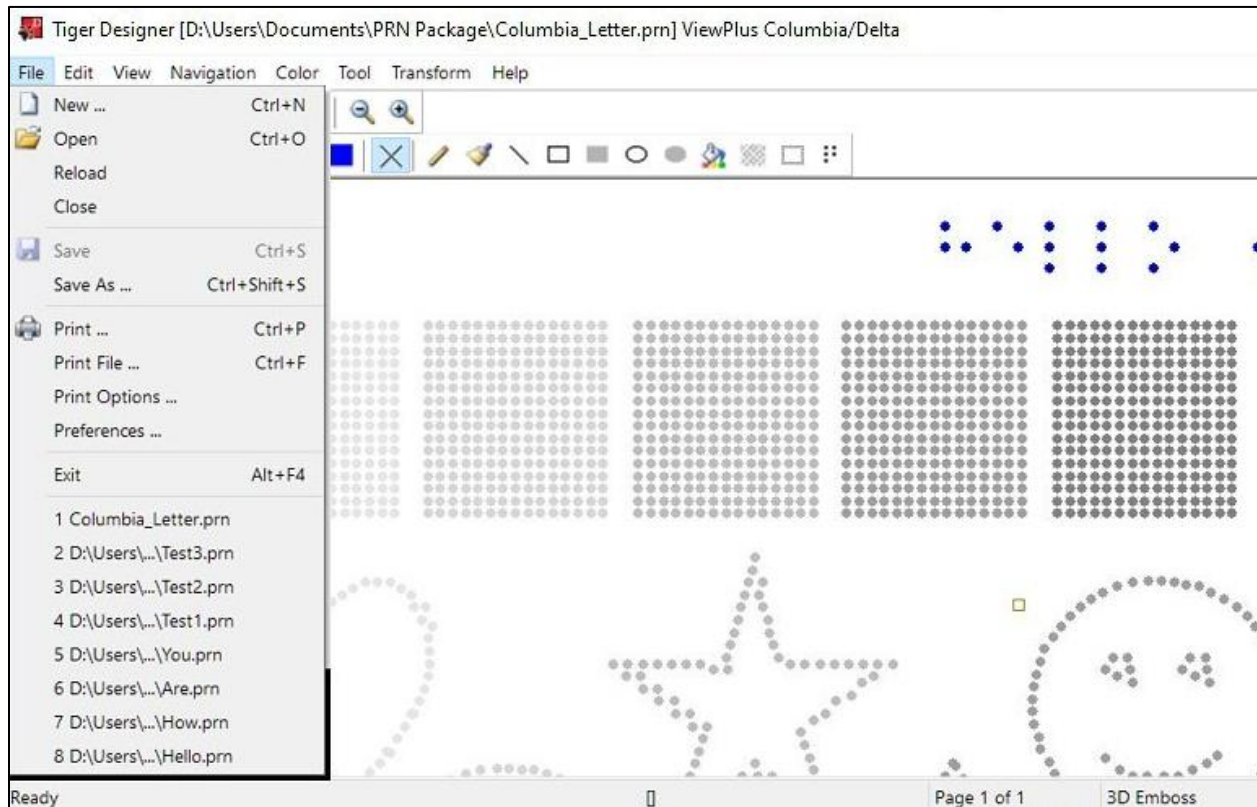 Tiger Designer [D:\Users\Documents\PRN Package\Columbia_Letter.prn] ViewPlus Columbia/Delta
File Edit View Navigation Color Tool Transform Help
New ... Ctrl+N
Open Ctrl+O
Reload
Close
Save Ctrl+S
Save As ... Ctrl+Shift+S
Print ... Ctrl+P
Print File ... Ctrl+F
Print Options ...
Preferences ...
Exit Alt+F4
1 Columbia_Letter.prn
2 D:\Users\...\Test3.prn
3 D:\Users\...\Test2.prn
4 D:\Users\...\Test1.prn
5 D:\Users\...\You.prn
6 D:\Users\...\Are.prn
7 D:\Users\...\How.prn
8 D:\Users\...\Hello.prn
Ready [] Page 1 of 1 3D Emboss